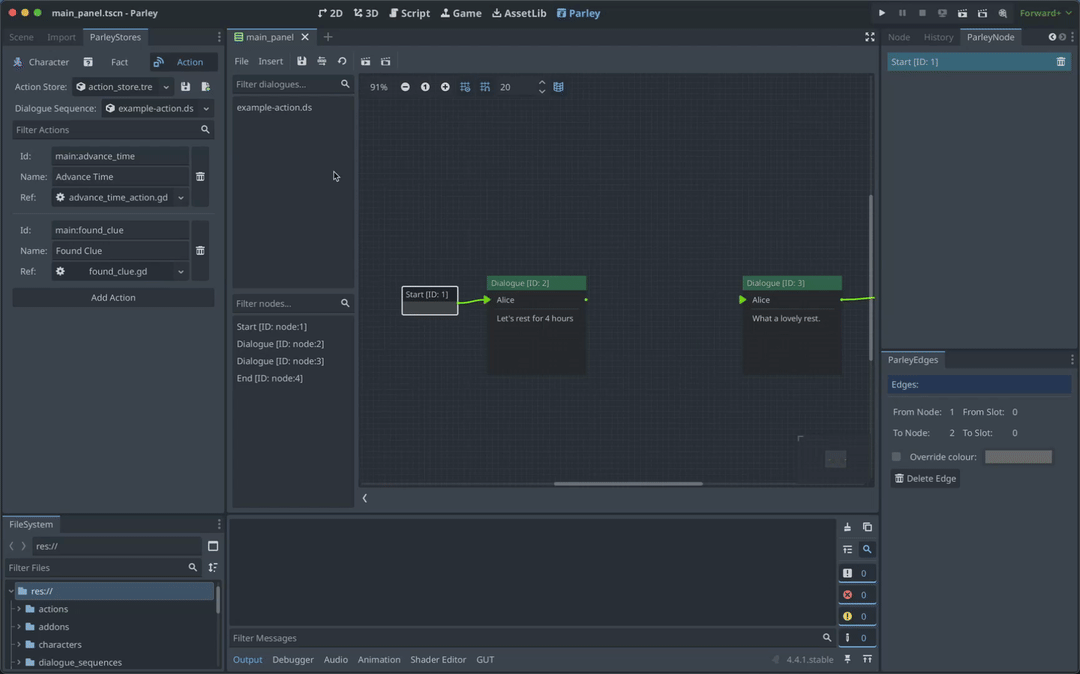 main_panel.tscn - Parley
2D
3D
Script
Game
AssetLib
Parley
Forward+
Scene
Import
ParleyStores
Character
Fact
Action
Action Store:
action_store.tre
Dialogue Sequence:
example-action.ds
Filter Actions
Id:
main:advance_time
Name:
Advance Time
Ref:
advance_time_action.gd
Id:
main:found_clue
Name:
Found Clue
Ref:
found_clue.gd
Add Action
FileSystem
res://
Filter Files
res://
actions
addons
characters
dialogue_sequences
main_panel
File
Insert
Filter dialogues...
example-action.ds
Filter nodes...
Start [ID: node:1]
Dialogue [ID: node:2]
Dialogue [ID: node:3]
End [ID: node:4]
91%
20
Start [ID: 1]
Dialogue [ID: 2]
Alice
Let's rest for 4 hours
Dialogue [ID: 3]
Alice
What a lovely rest.
0
0
0
0
Filter Messages
Output
Debugger
Audio
Animation
Shader Editor
GUT
4.4.1.stable
Node
History
ParleyNode
Start [ID: 1]
ParleyEdges
Edges:
From Node: 1 From Slot: 0
To Node: 2 To Slot: 0
Override colour:
Delete Edge